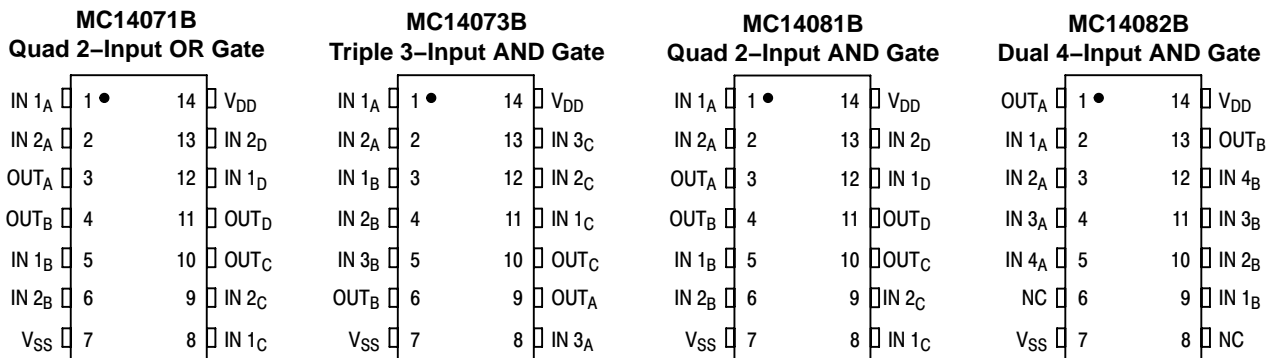 MC14071B
Quad 2–Input OR Gate
IN 1A 1 14 VDD
IN 2A 2 13 IN 2D
OUTA 3 12 IN 1D
OUTB 4 11 OUTD
IN 1B 5 10 OUTC
IN 2B 6 9 IN 2C
VSS 7 8 IN 1C
MC14073B
Triple 3–Input AND Gate
IN 1A 1 14 VDD
IN 2A 2 13 IN 3C
IN 1B 3 12 IN 2C
IN 2B 4 11 IN 1C
IN 3B 5 10 OUTC
OUTB 6 9 OUTA
VSS 7 8 IN 3A
MC14081B
Quad 2–Input AND Gate
IN 1A 1 14 VDD
IN 2A 2 13 IN 2D
OUTA 3 12 IN 1D
OUTB 4 11 OUTD
IN 1B 5 10 OUTC
IN 2B 6 9 IN 2C
VSS 7 8 IN 1C
MC14082B
Dual 4–Input AND Gate
OUTA 1 14 VDD
IN 1A 2 13 OUTB
IN 2A 3 12 IN 4B
IN 3A 4 11 IN 3B
IN 4A 5 10 IN 2B
NC 6 9 IN 1B
VSS 7 8 NC